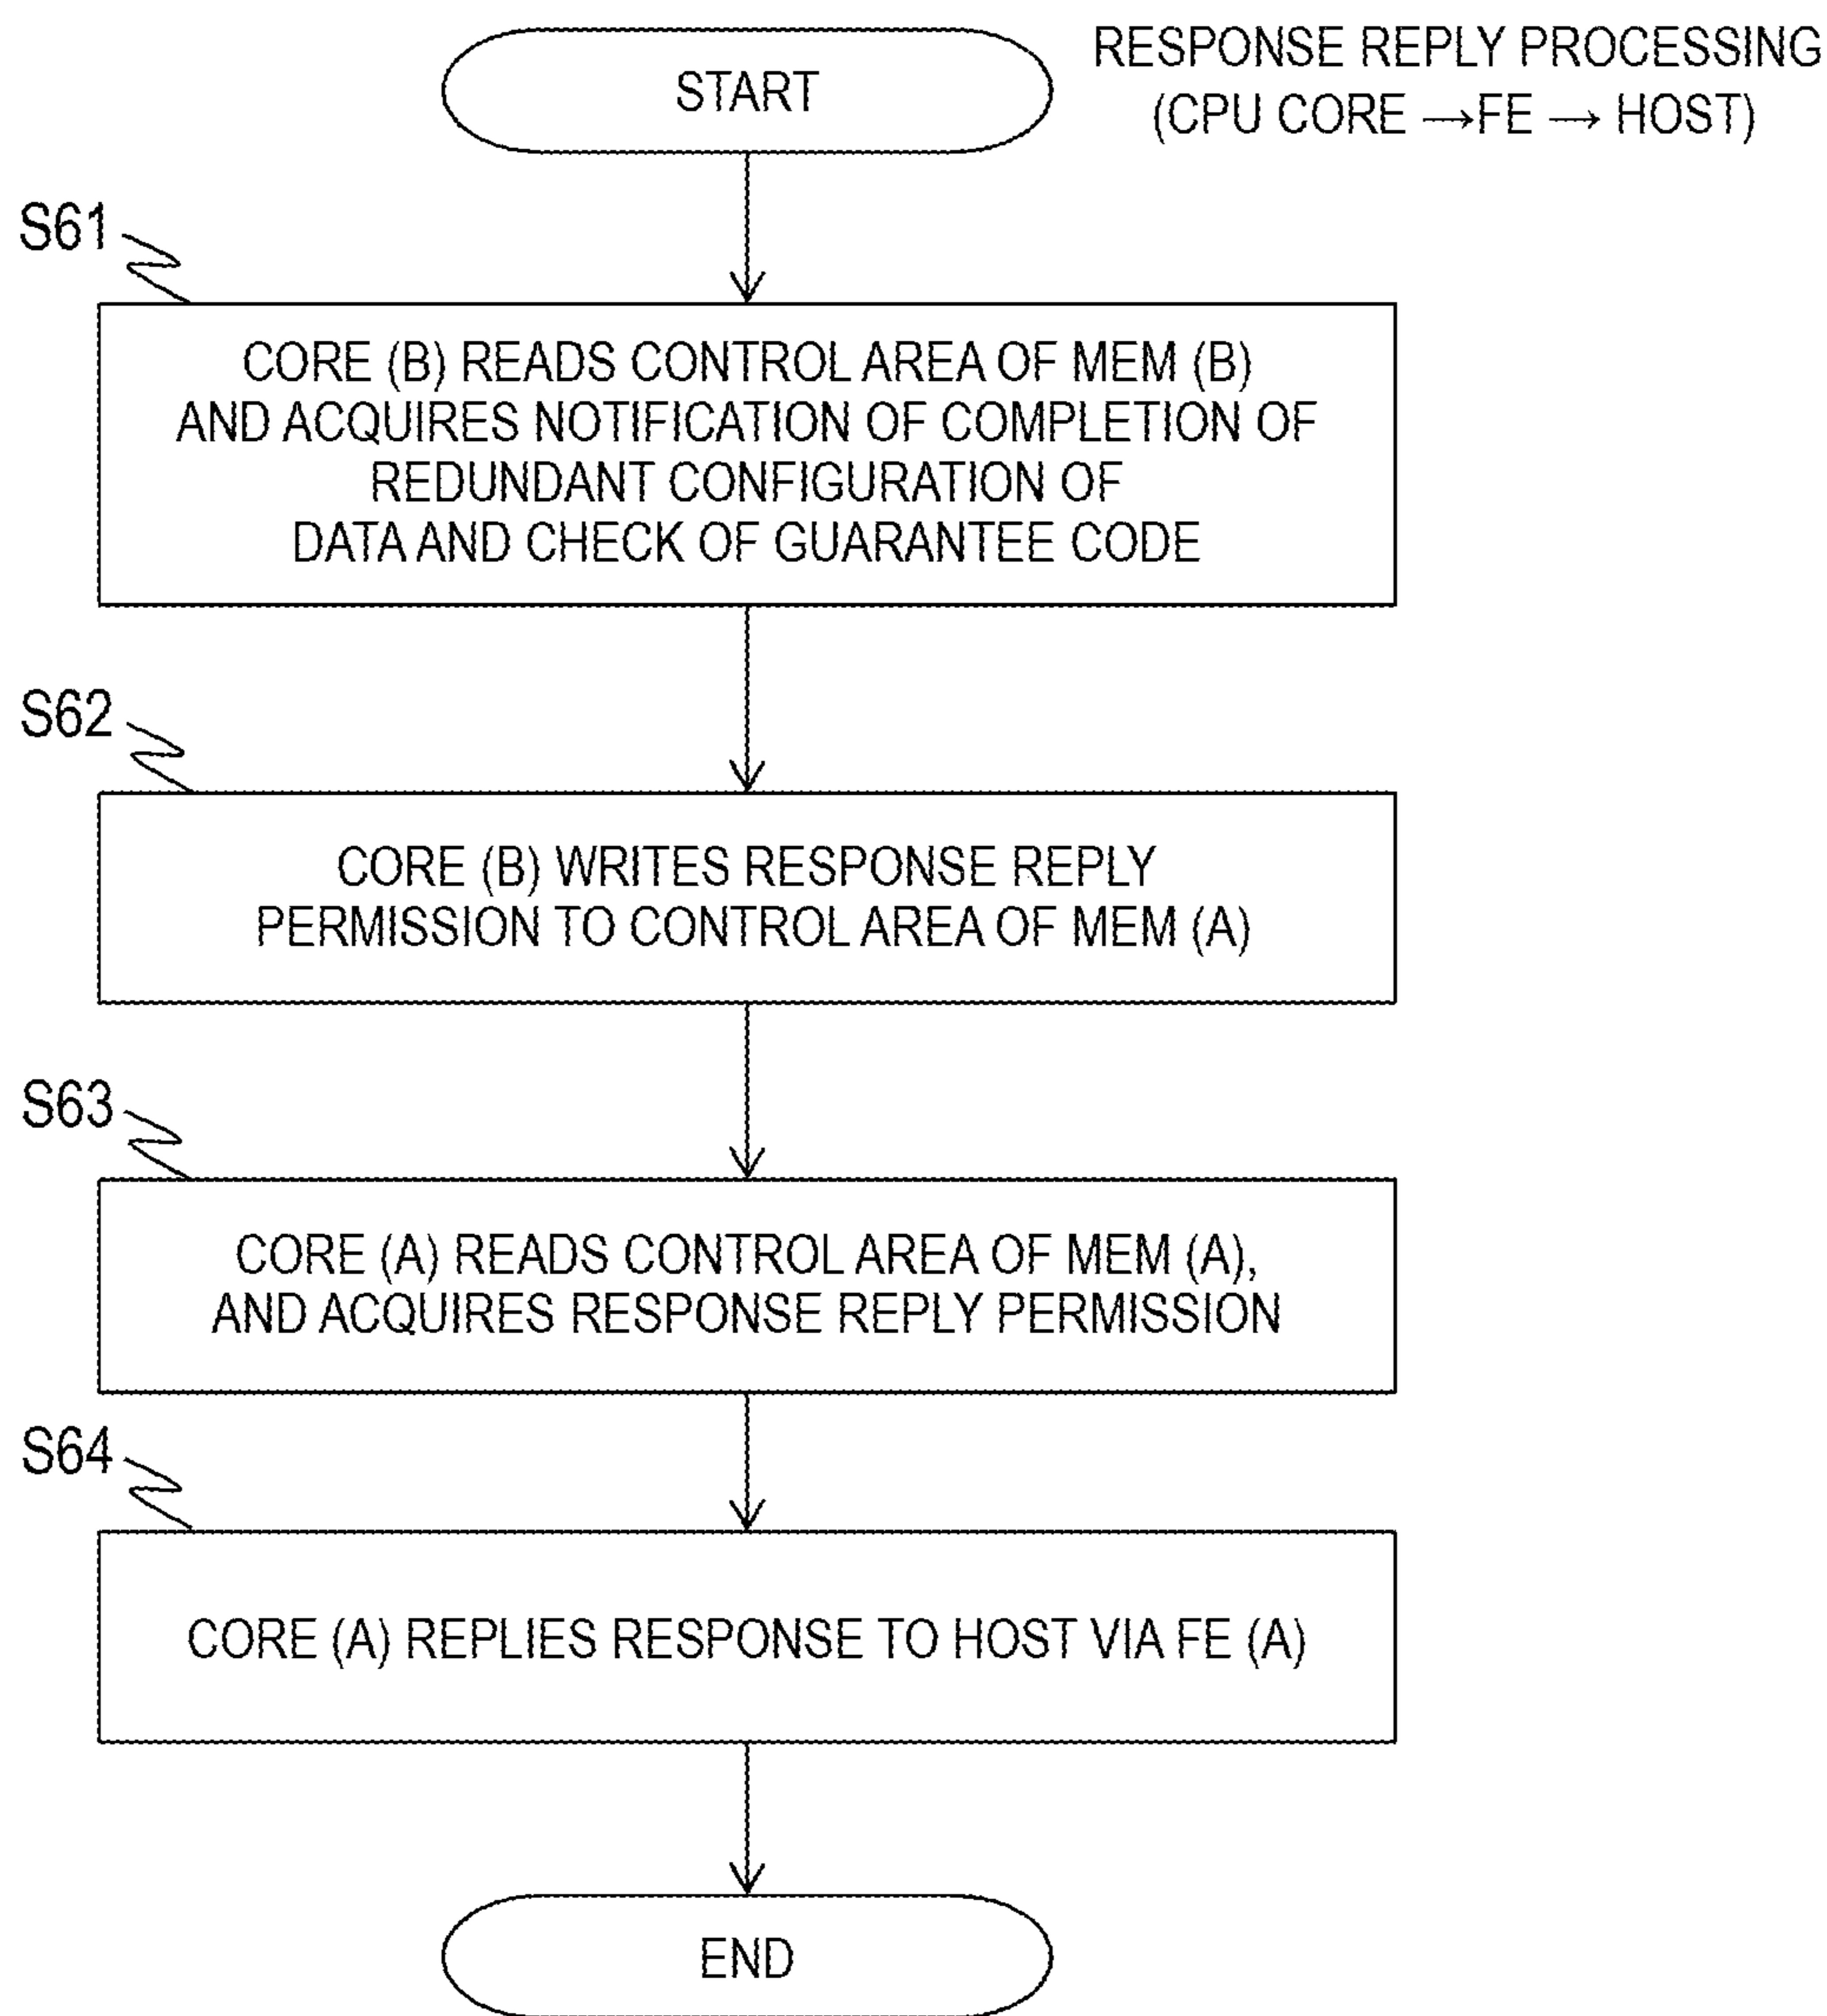 START
RESPONSE REPLY PROCESSING
(CPU CORE →FE → HOST)
S61
CORE (B) READS CONTROL AREA OF MEM (B)
AND ACQUIRES NOTIFICATION OF COMPLETION OF
REDUNDANT CONFIGURATION OF
DATA AND CHECK OF GUARANTEE CODE
S62
CORE (B) WRITES RESPONSE REPLY
PERMISSION TO CONTROL AREA OF MEM (A)
S63
CORE (A) READS CONTROL AREA OF MEM (A),
AND ACQUIRES RESPONSE REPLY PERMISSION
S64
CORE (A) REPLIES RESPONSE TO HOST VIA FE (A)
END